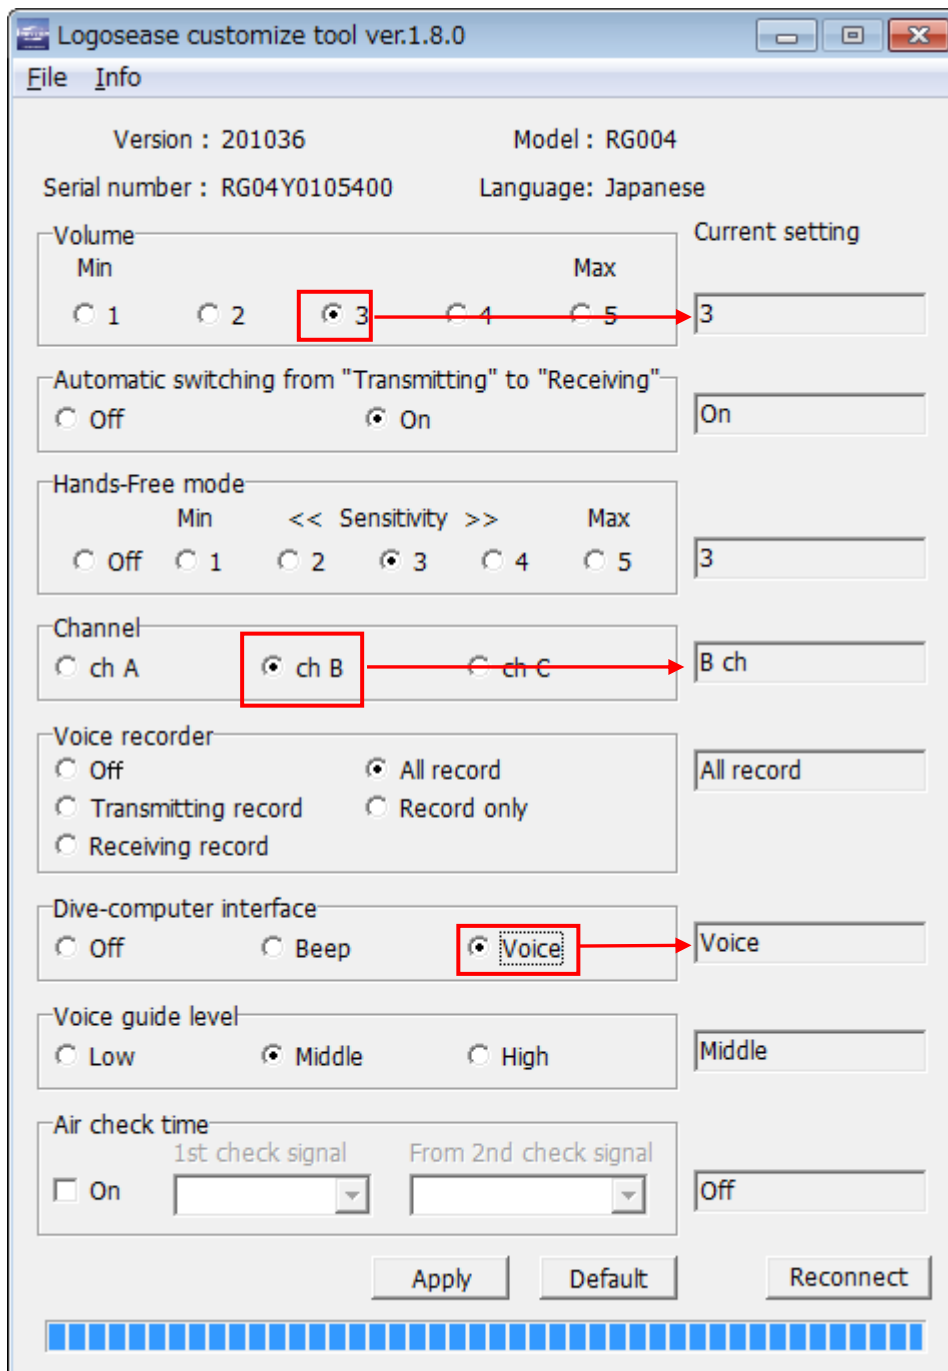 Logosease customize tool ver.1.8.0
File Info
Version : 201036 Model : RG004
Serial number : RG04Y0105400 Language: Japanese
Volume Current setting
Min Max
1 2 3 4 5 3
Automatic switching from "Transmitting" to "Receiving"
Off On On
Hands-Free mode
Min << Sensitivity >> Max
Off 1 2 3 4 5 3
Channel
ch A ch B ch C B ch
Voice recorder
Off All record All record
Transmitting record Record only
Receiving record
Dive-computer interface
Off Beep Voice Voice
Voice guide level
Low Middle High Middle
Air check time
1st check signal From 2nd check signal
On Off
Apply Default Reconnect